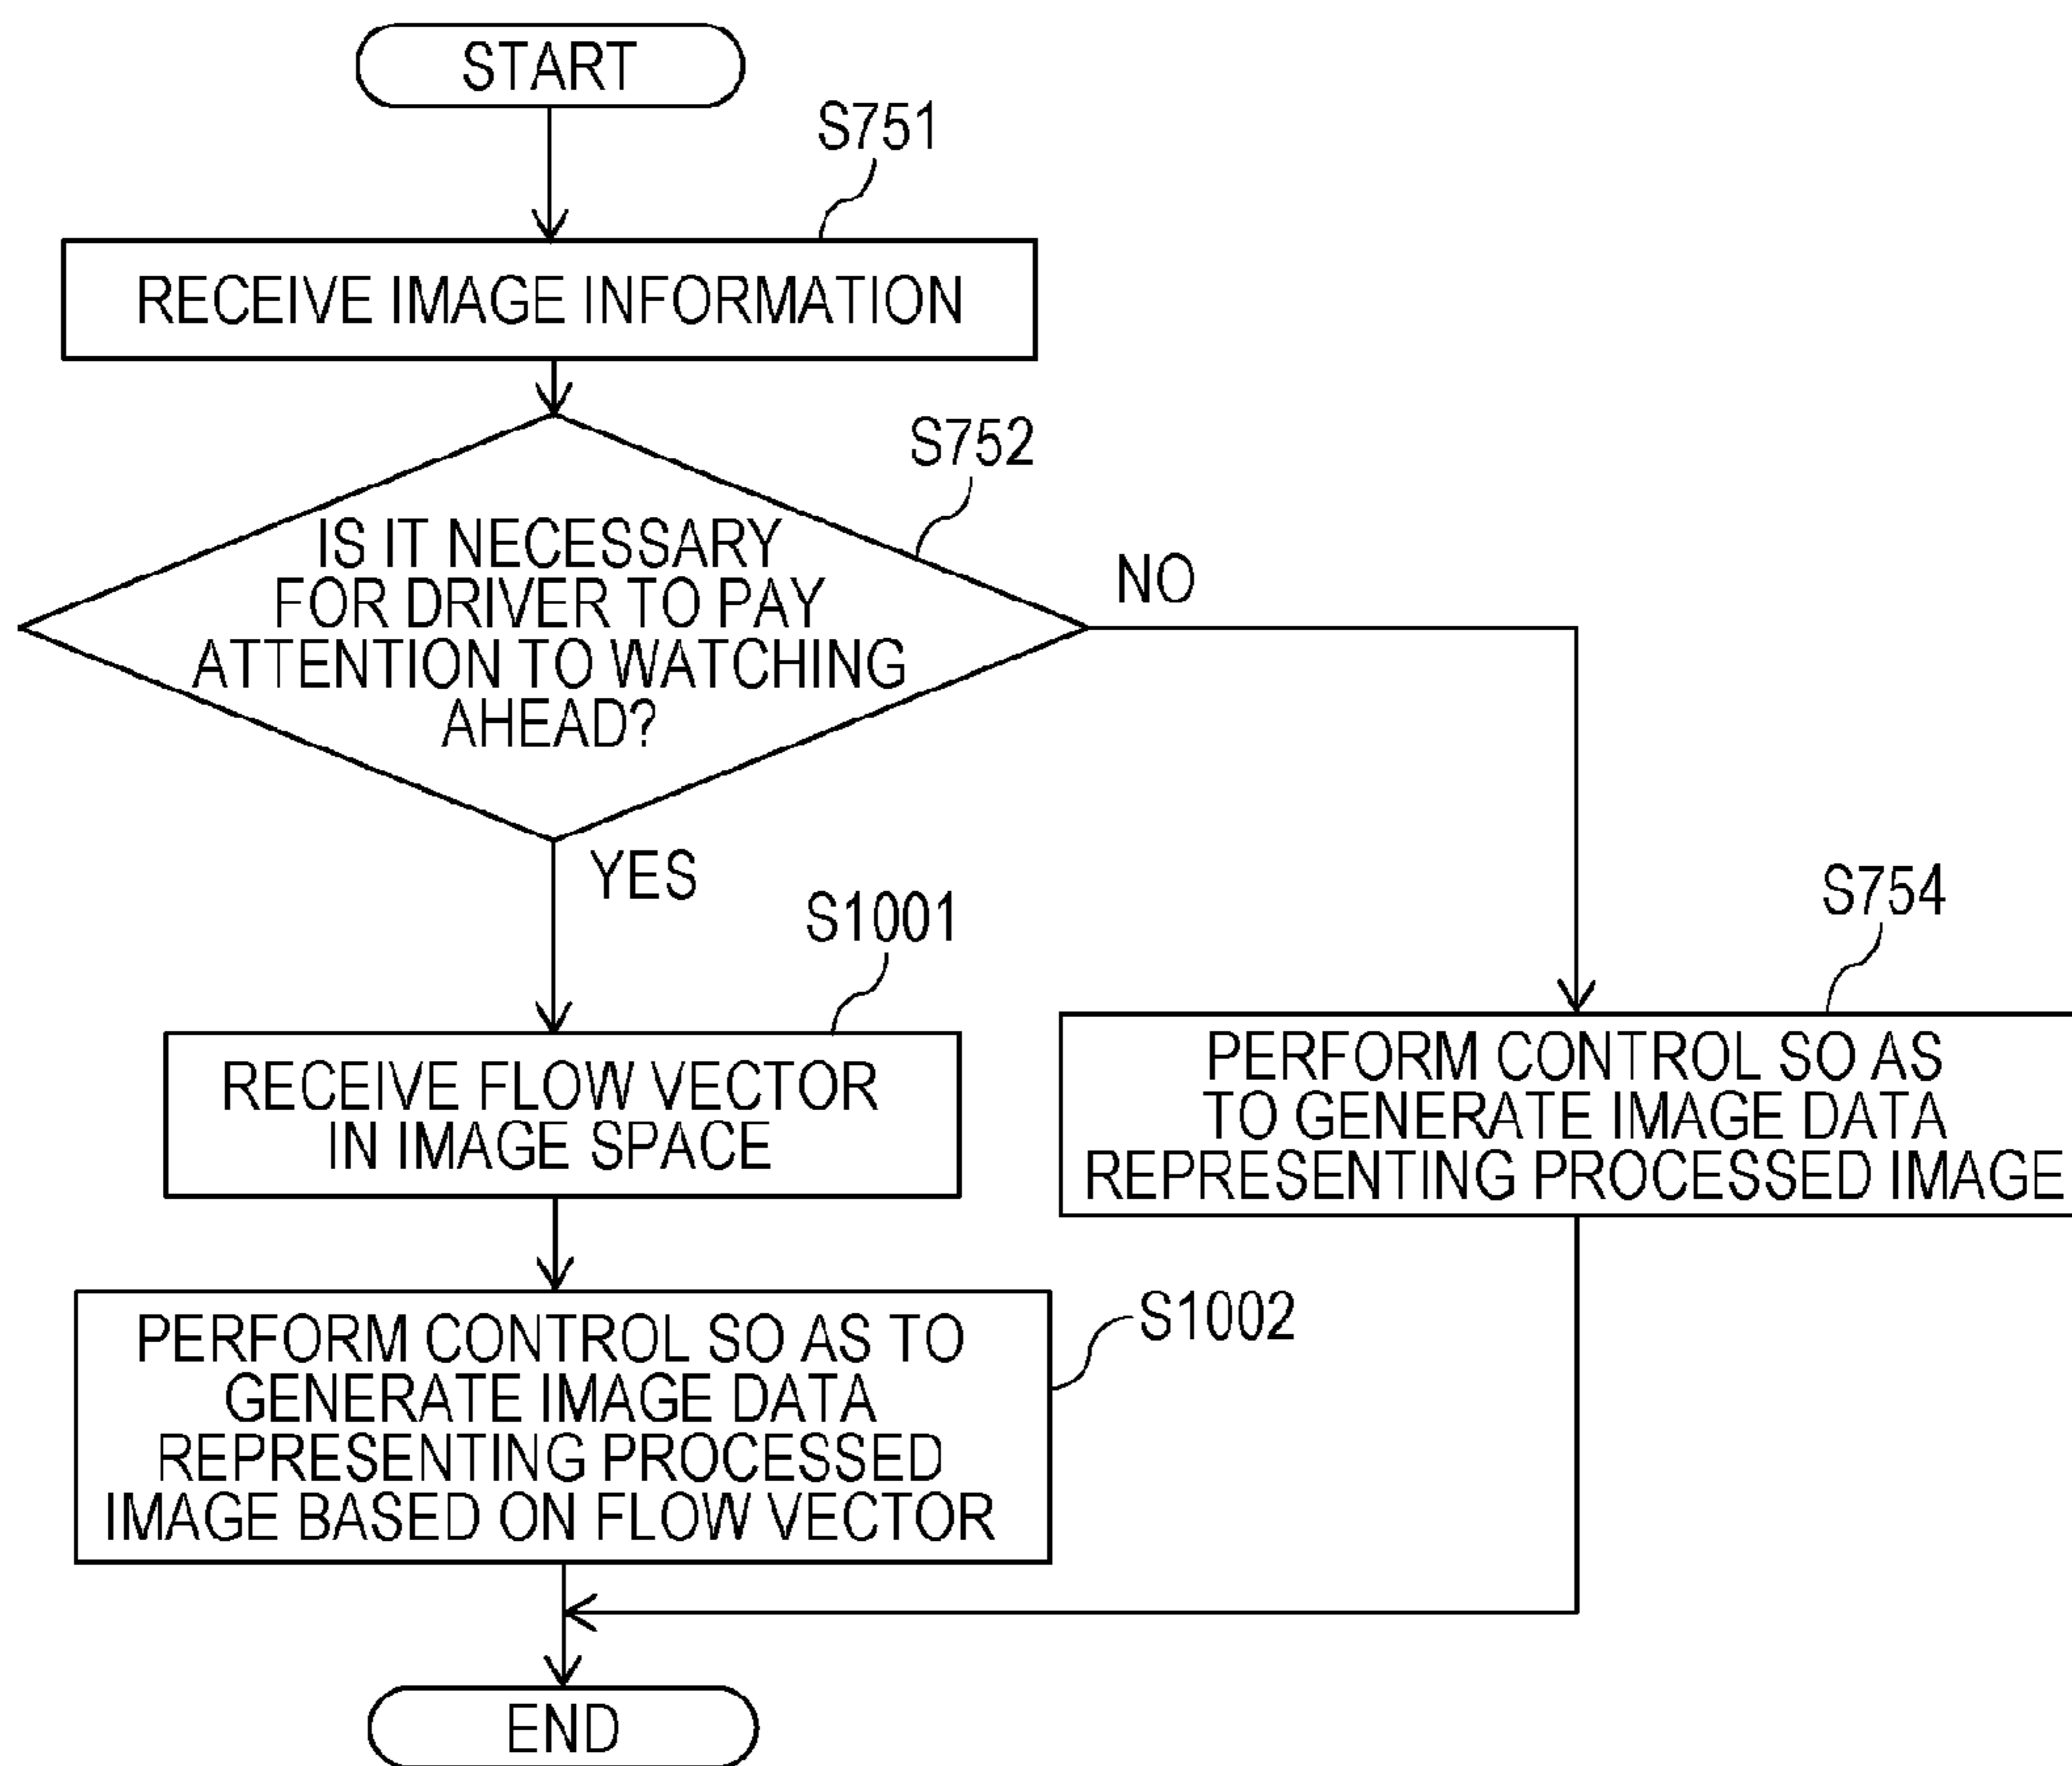 START
S751
RECEIVE IMAGE INFORMATION
S752
IS IT NECESSARY
FOR DRIVER TO PAY
ATTENTION TO WATCHING
AHEAD?
NO
YES
S1001
RECEIVE FLOW VECTOR
IN IMAGE SPACE
S754
PERFORM CONTROL SO AS
TO GENERATE IMAGE DATA
REPRESENTING PROCESSED IMAGE
S1002
PERFORM CONTROL SO AS TO
GENERATE IMAGE DATA
REPRESENTING PROCESSED
IMAGE BASED ON FLOW VECTOR
END